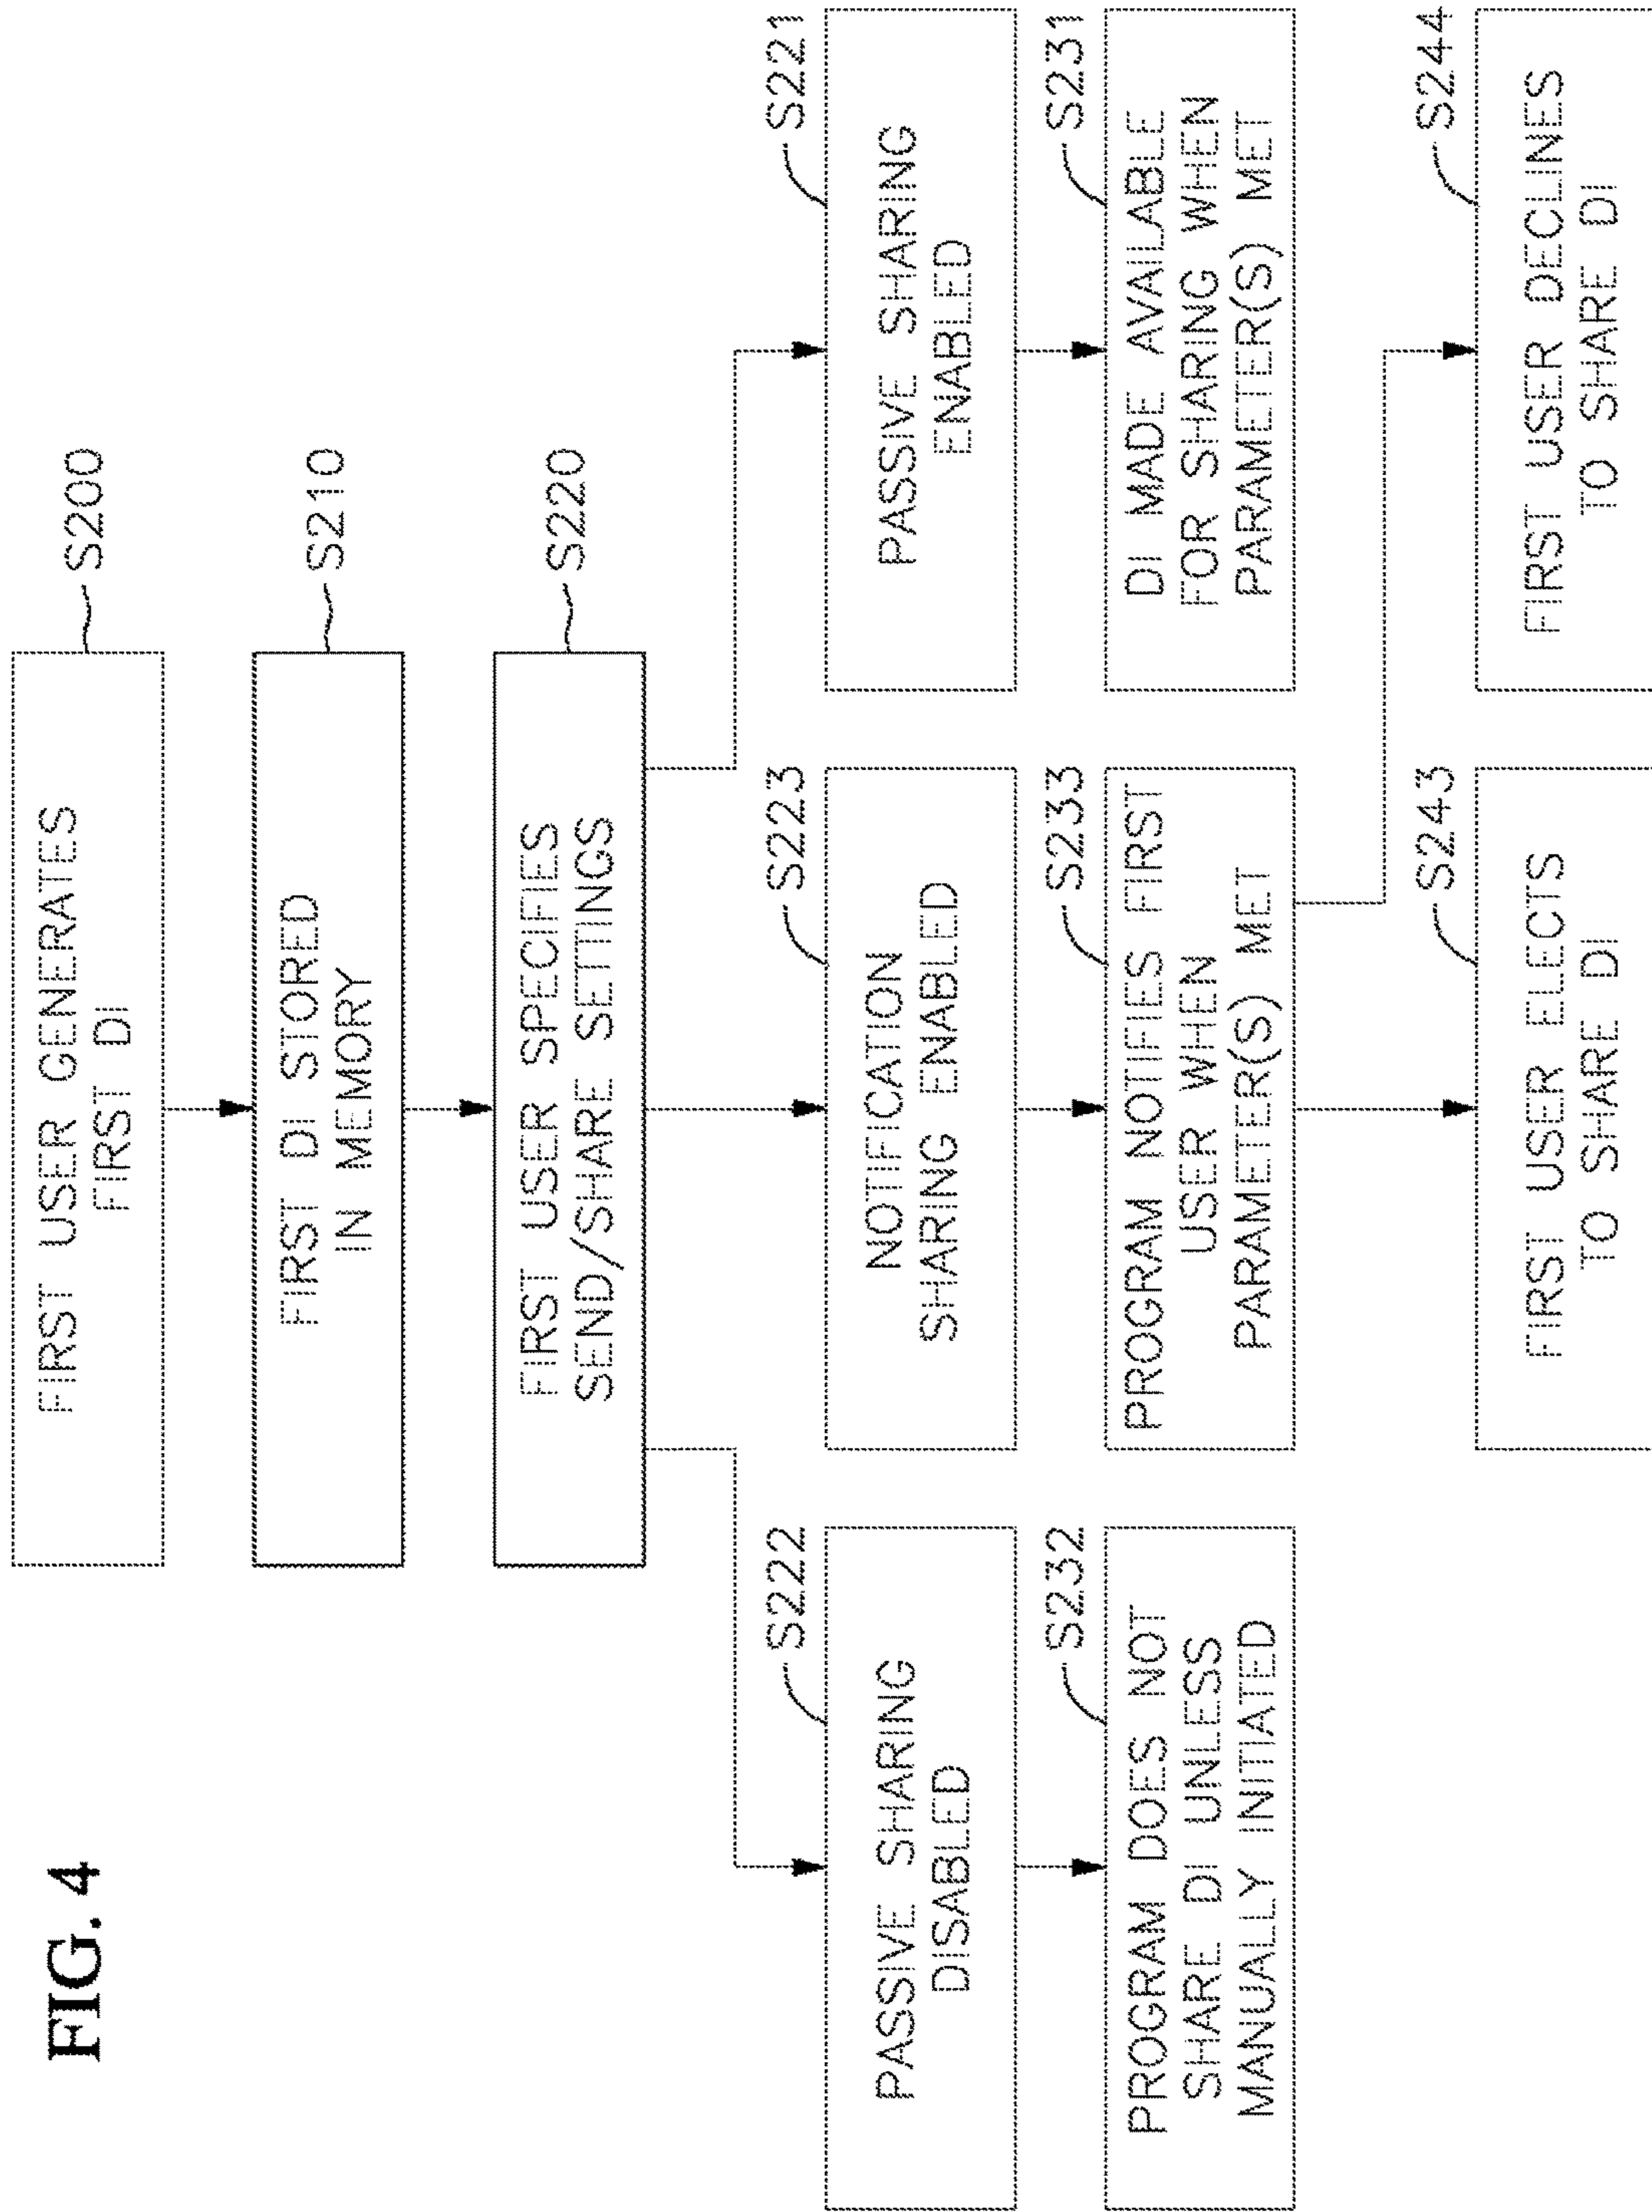 FIG. 4
FIRST USER GENERATES
FIRST DI
S200
FIRST DI STORED
IN MEMORY
S210
FIRST USER SPECIFIES
SEND/SHARE SETTINGS
S220
S222
PASSIVE SHARING
DISABLED
S223
NOTIFICATION
SHARING ENABLED
S221
PASSIVE SHARING
ENABLED
S232
PROGRAM DOES NOT
SHARE DI UNLESS
MANUALLY INITIATED
S233
PROGRAM NOTIFIES FIRST
USER WHEN
PARAMETER(S) MET
S231
DI MADE AVAILABLE
FOR SHARING WHEN
PARAMETER(S) MET
S243
FIRST USER ELECTS
TO SHARE DI
S244
FIRST USER DECLINES
TO SHARE DI